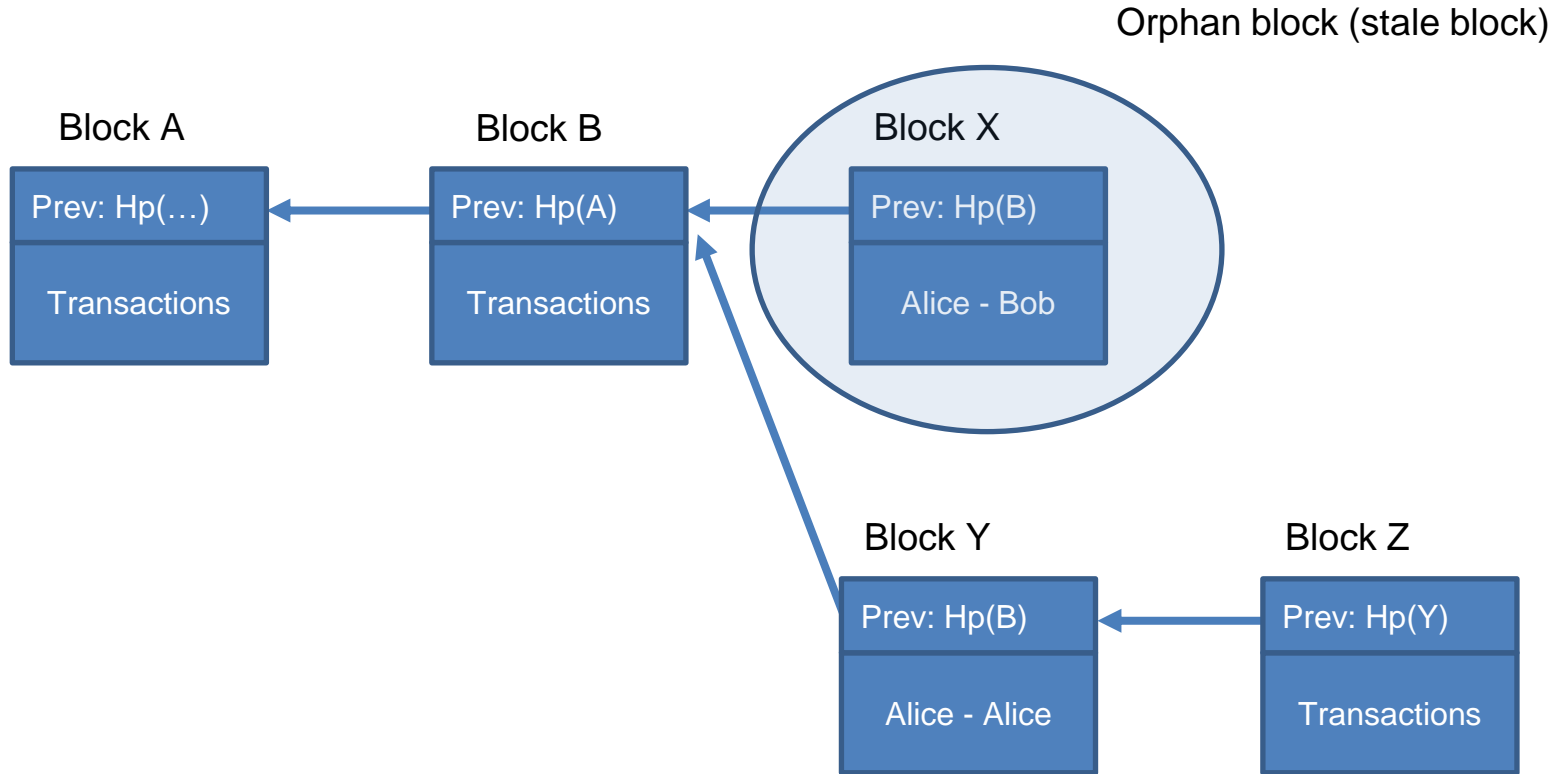 Orphan block (stale block)
Block A
Block B
Block X
Prev: Hp(…)
Prev: Hp(A)
Prev: Hp(B)
Transactions
Transactions
Alice - Bob
Block Y
Block Z
Prev: Hp(B)
Prev: Hp(Y)
Alice - Alice
Transactions